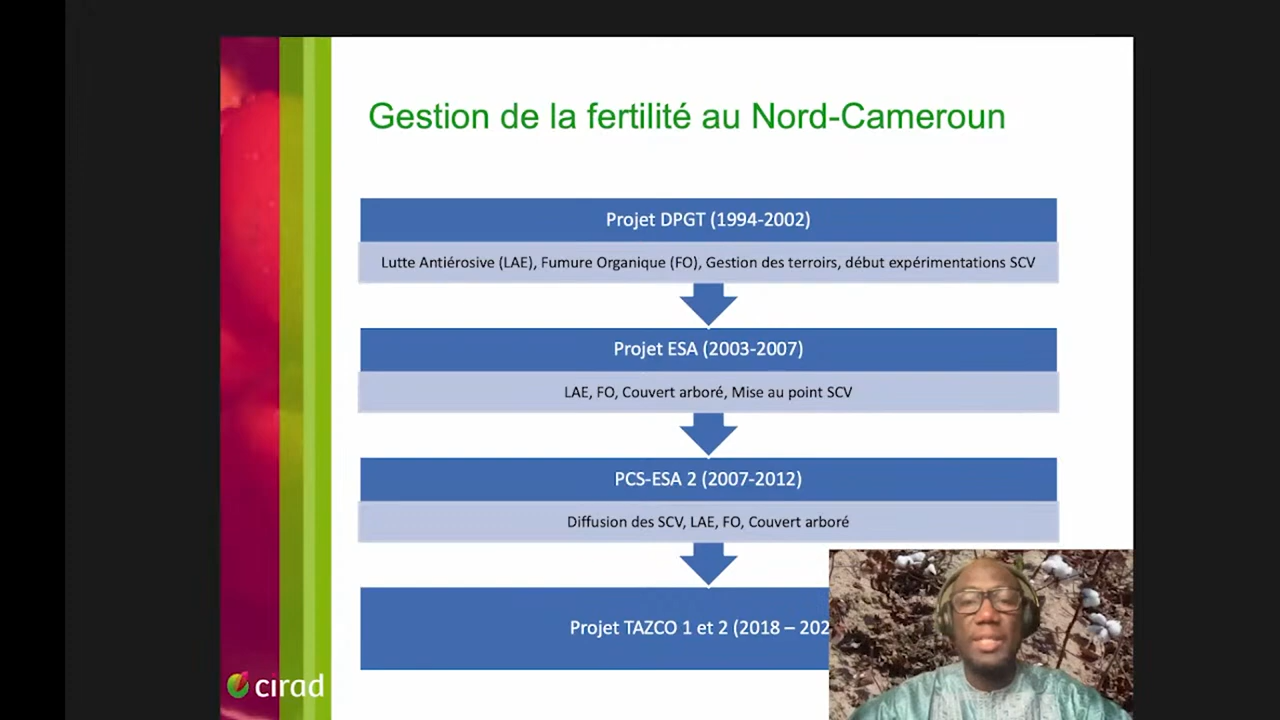 Gestion de la fertilité au Nord-Cameroun
Projet DPGT (1994-2002)
Lutte Antiérosive (LAE), Fumure Organique (FO), Gestion des terroirs, début expérimentations SCV
Projet ESA (2003-2007)
LAE, FO, Couvert arboré, Mise au point SCV
PCS-ESA 2 (2007-2012)
Diffusion des SCV, LAE, FO, Couvert arboré
Projet TAZCO 1 et 2 (2018 –
cirad